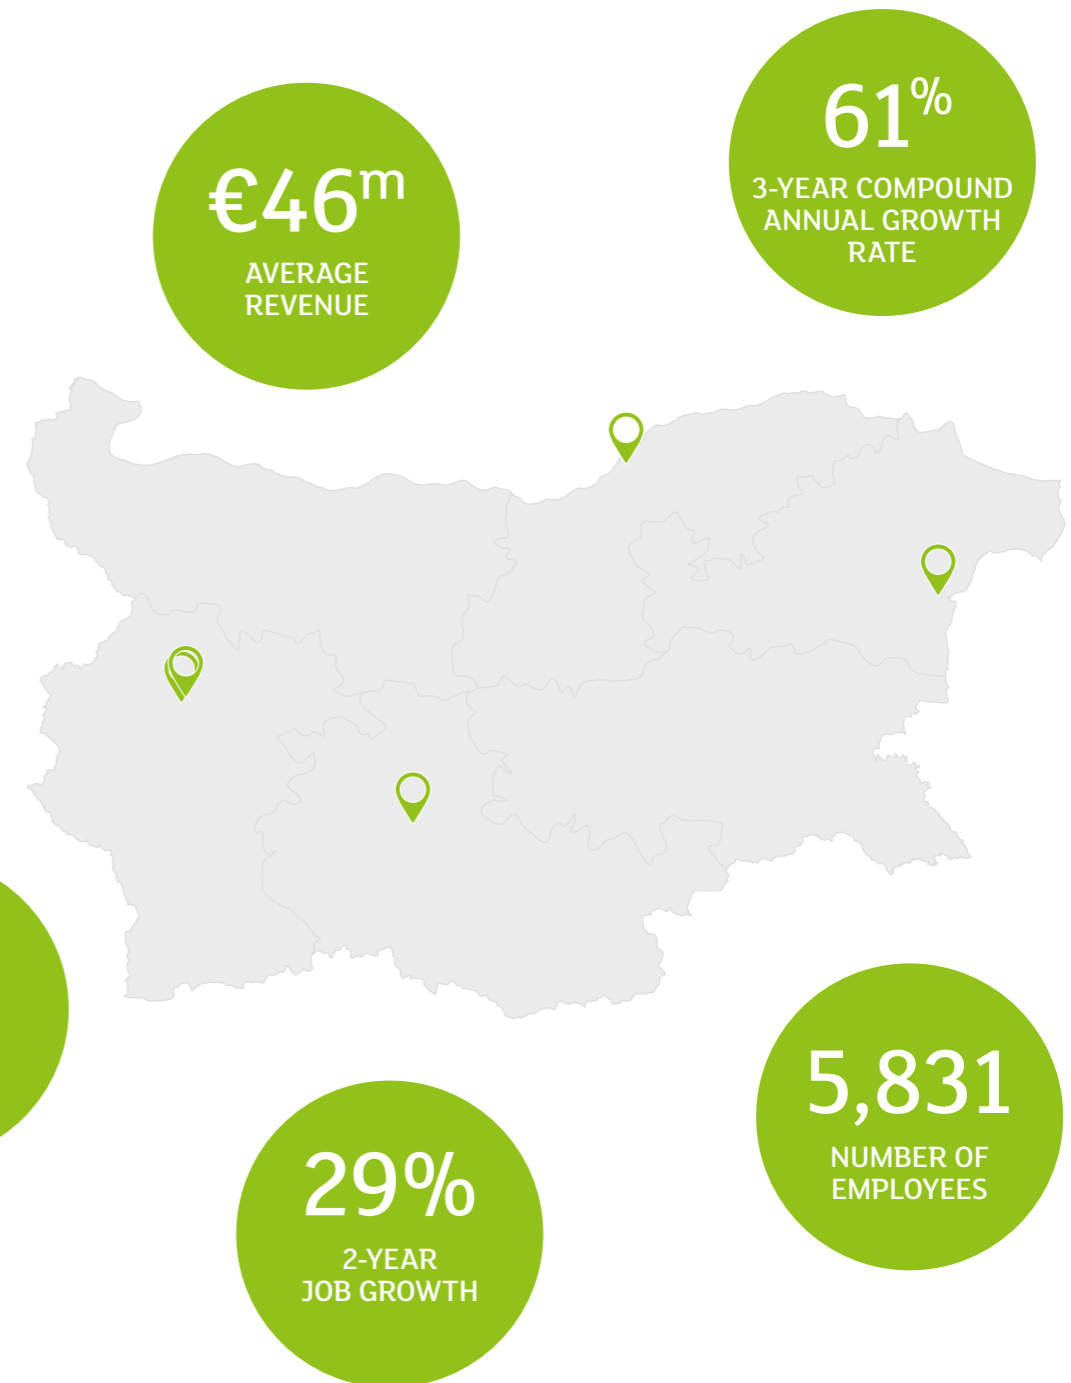 €46m
AVERAGE
REVENUE
61%
3-YEAR COMPOUND
ANNUAL GROWTH
RATE
29%
2-YEAR
JOB GROWTH
5,831
NUMBER OF
EMPLOYEES